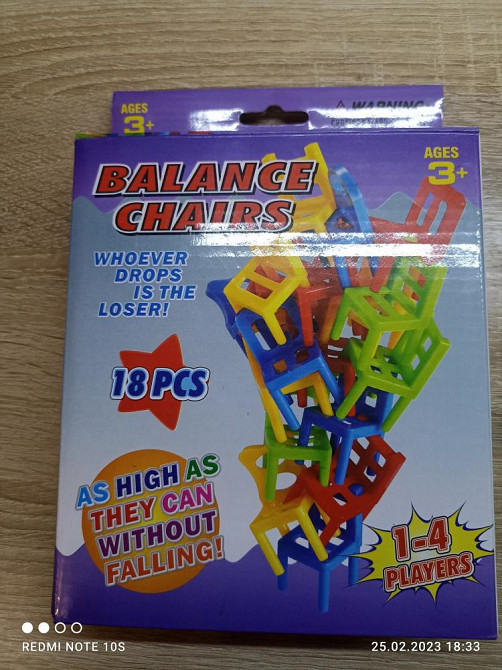 AGES
3+
⚠ WARNING
BALANCE
CHAIRS
AGES
3+
WHOEVER
DROPS
IS THE
LOSER!
18 PCS
AS HIGH AS
THEY CAN
WITHOUT
FALLING!
1-4
PLAYERS
REDMI NOTE 10S
25.02.2023 18:33